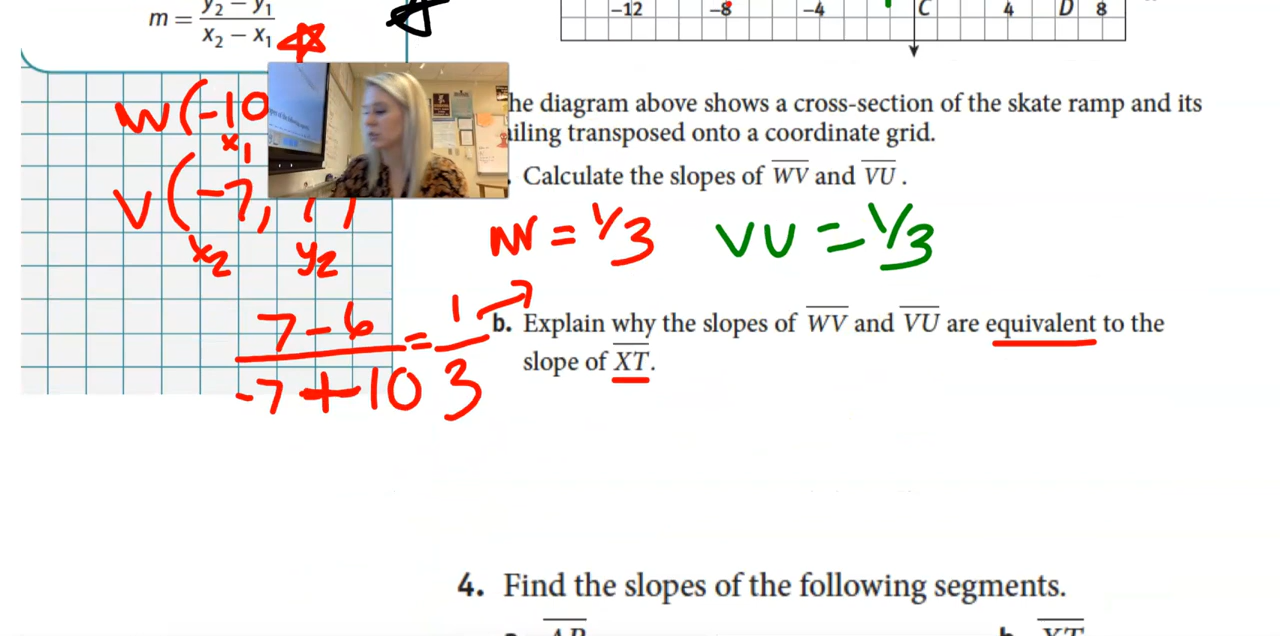 m = y₂ − y₁ / x₂ − x₁
−12 −8 −4 C 4 D 8
W(-10
x₁
V(-7, 7)
x₂ y₂
7-6 / -7+10 = 1/3
he diagram above shows a cross-section of the skate ramp and its
iling transposed onto a coordinate grid.
Calculate the slopes of WV and VU.
WV = 1/3 VU = 1/3
b. Explain why the slopes of WV and VU are equivalent to the
slope of XT.
4. Find the slopes of the following segments.
AB b. XT